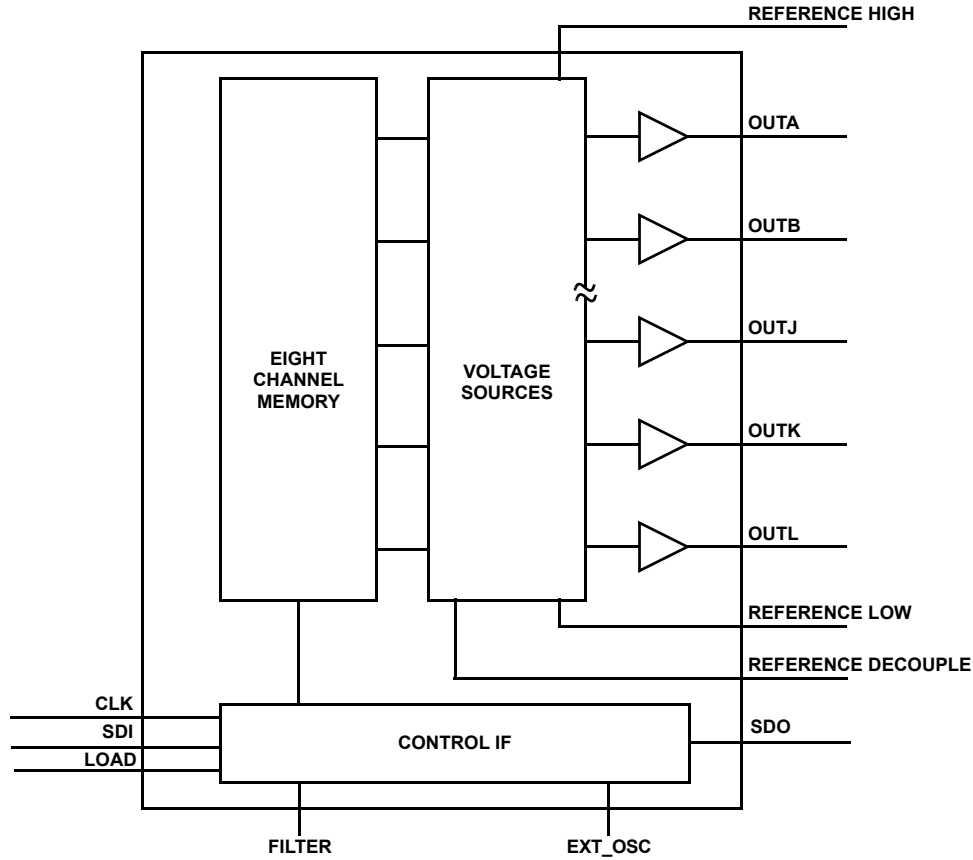 REFERENCE HIGH
OUTA
OUTB
OUTJ
EIGHT
CHANNEL
MEMORY
VOLTAGE
SOURCES
OUTK
OUTL
REFERENCE LOW
REFERENCE DECOUPLE
CLK
SDI
LOAD
CONTROL IF
SDO
FILTER
EXT_OSC